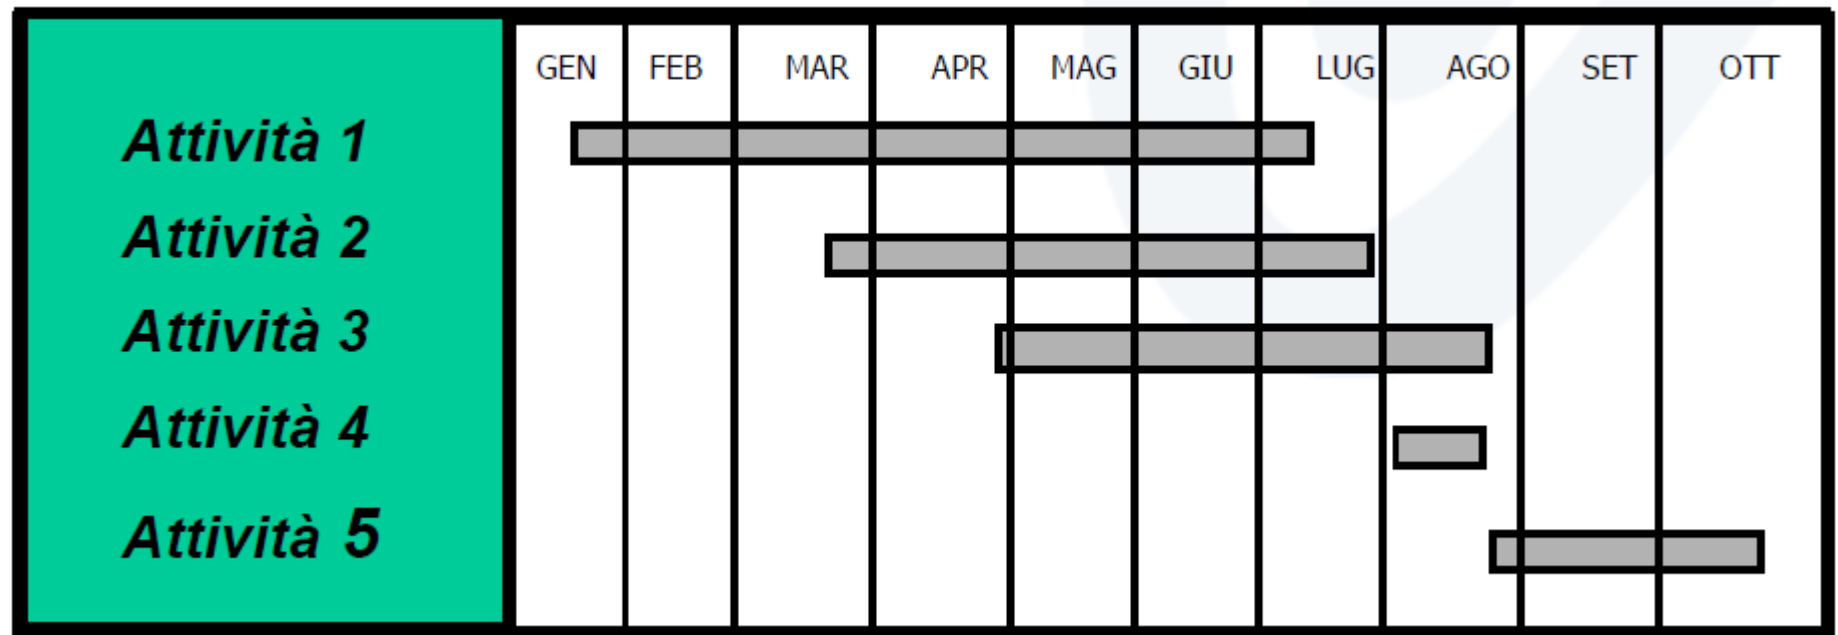 GEN FEB MAR APR MAG GIU LUG AGO SET OTT
Attività 1
Attività 2
Attività 3
Attività 4
Attività 5